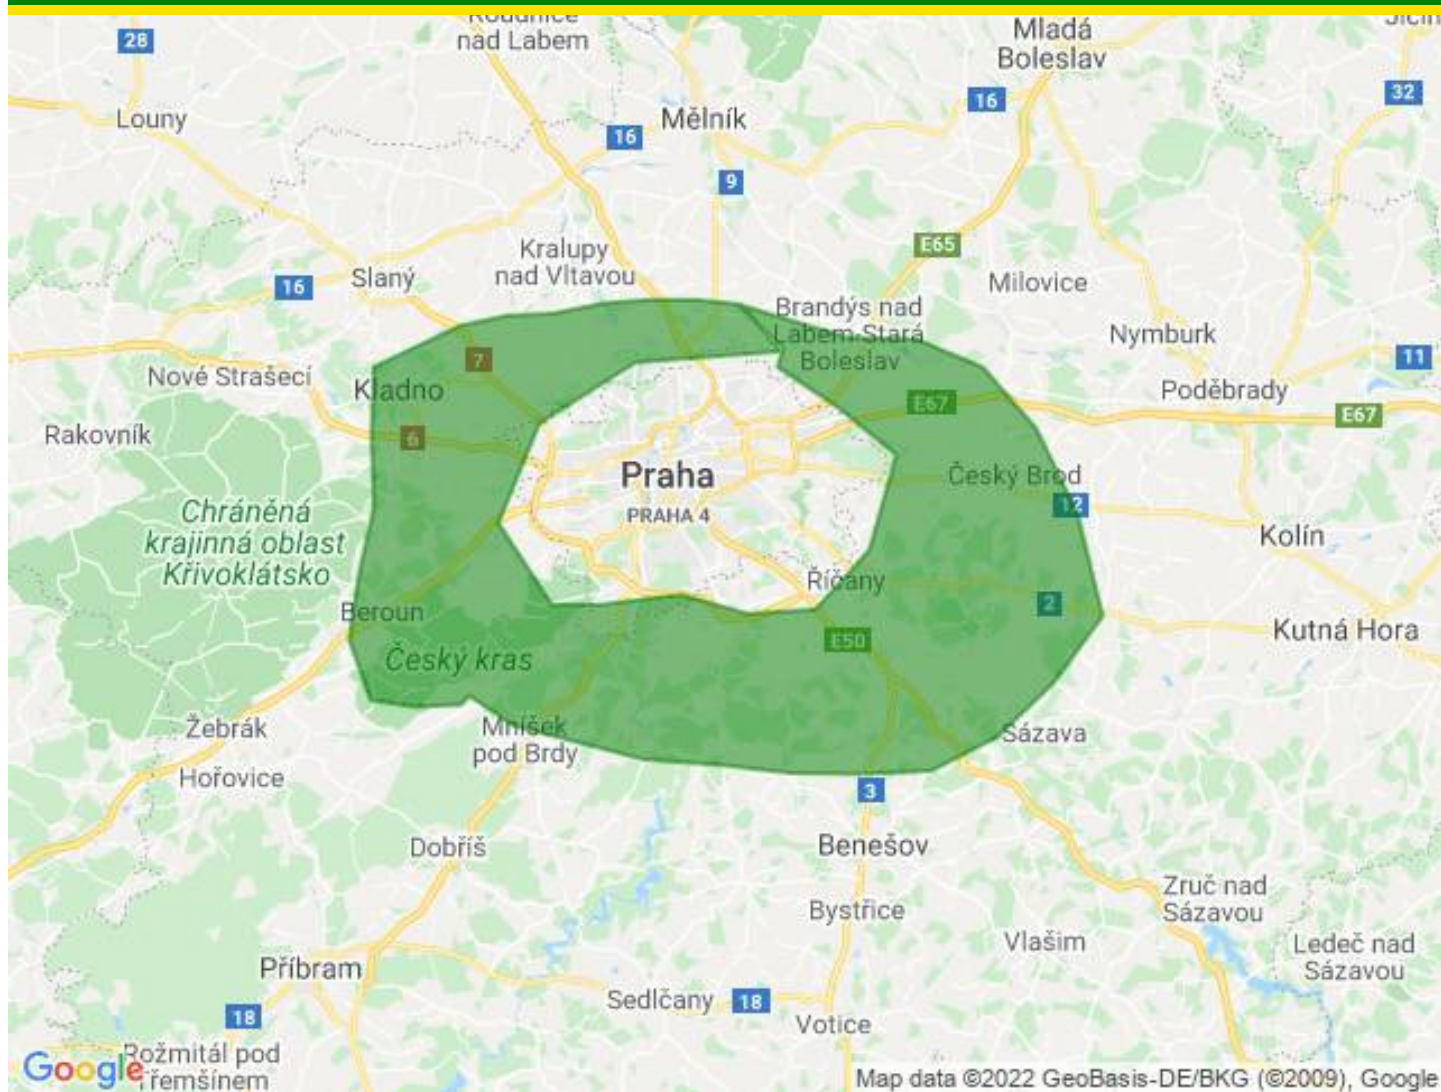 Roudnice
nad Labem
Mladá
Boleslav
Jičín
28
16
32
Louny
16
Mělník
9
Kralupy
nad Vltavou
E65
Slaný
16
Milovice
Brandýs nad
Labem-Stará
Boleslav
Nymburk
7
11
Nové Strašecí
Kladno
Poděbrady
E67
E67
Rakovník
6
Praha
PRAHA 4
Český Brod
12
Chráněná
krajinná oblast
Křivoklátsko
Kolín
Říčany
Beroun
2
Kutná Hora
E50
Český kras
Žebrák
Mníšek
pod Brdy
Sázava
Hořovice
3
Dobříš
Benešov
Zruč nad
Sázavou
Bystřice
Vlašim
Ledeč nad
Sázavou
Příbram
Sedlčany
18
18
Votice
Rožmitál pod
Třemšínem
Google
Map data ©2022 GeoBasis-DE/BKG (©2009), Google